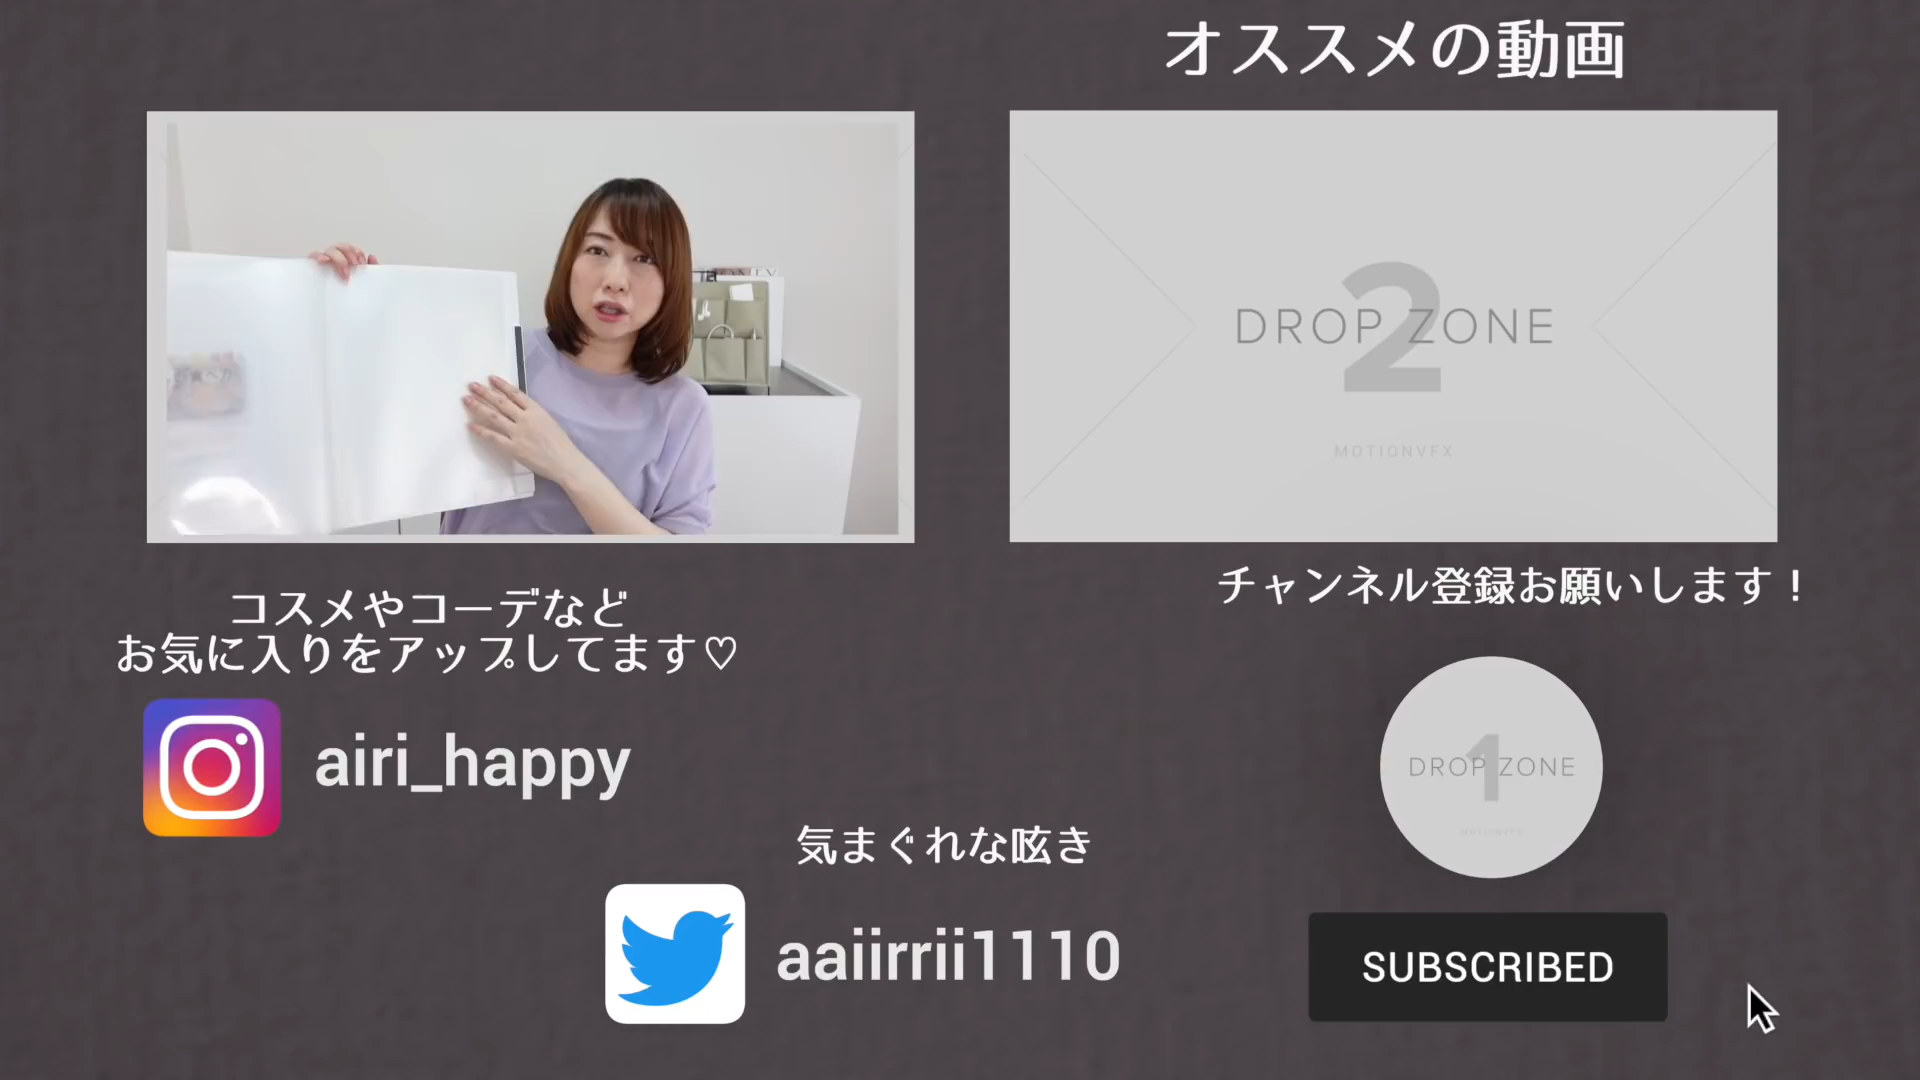 オススメの動画
DROP ZONE
2
MOTIONVFX
コスメやコーデなど
お気に入りをアップしてます♡
airi_happy
チャンネル登録お願いします！
DROP ZONE
1
MOTIONVFX
気まぐれな呟き
aaiirrii1110
SUBSCRIBED